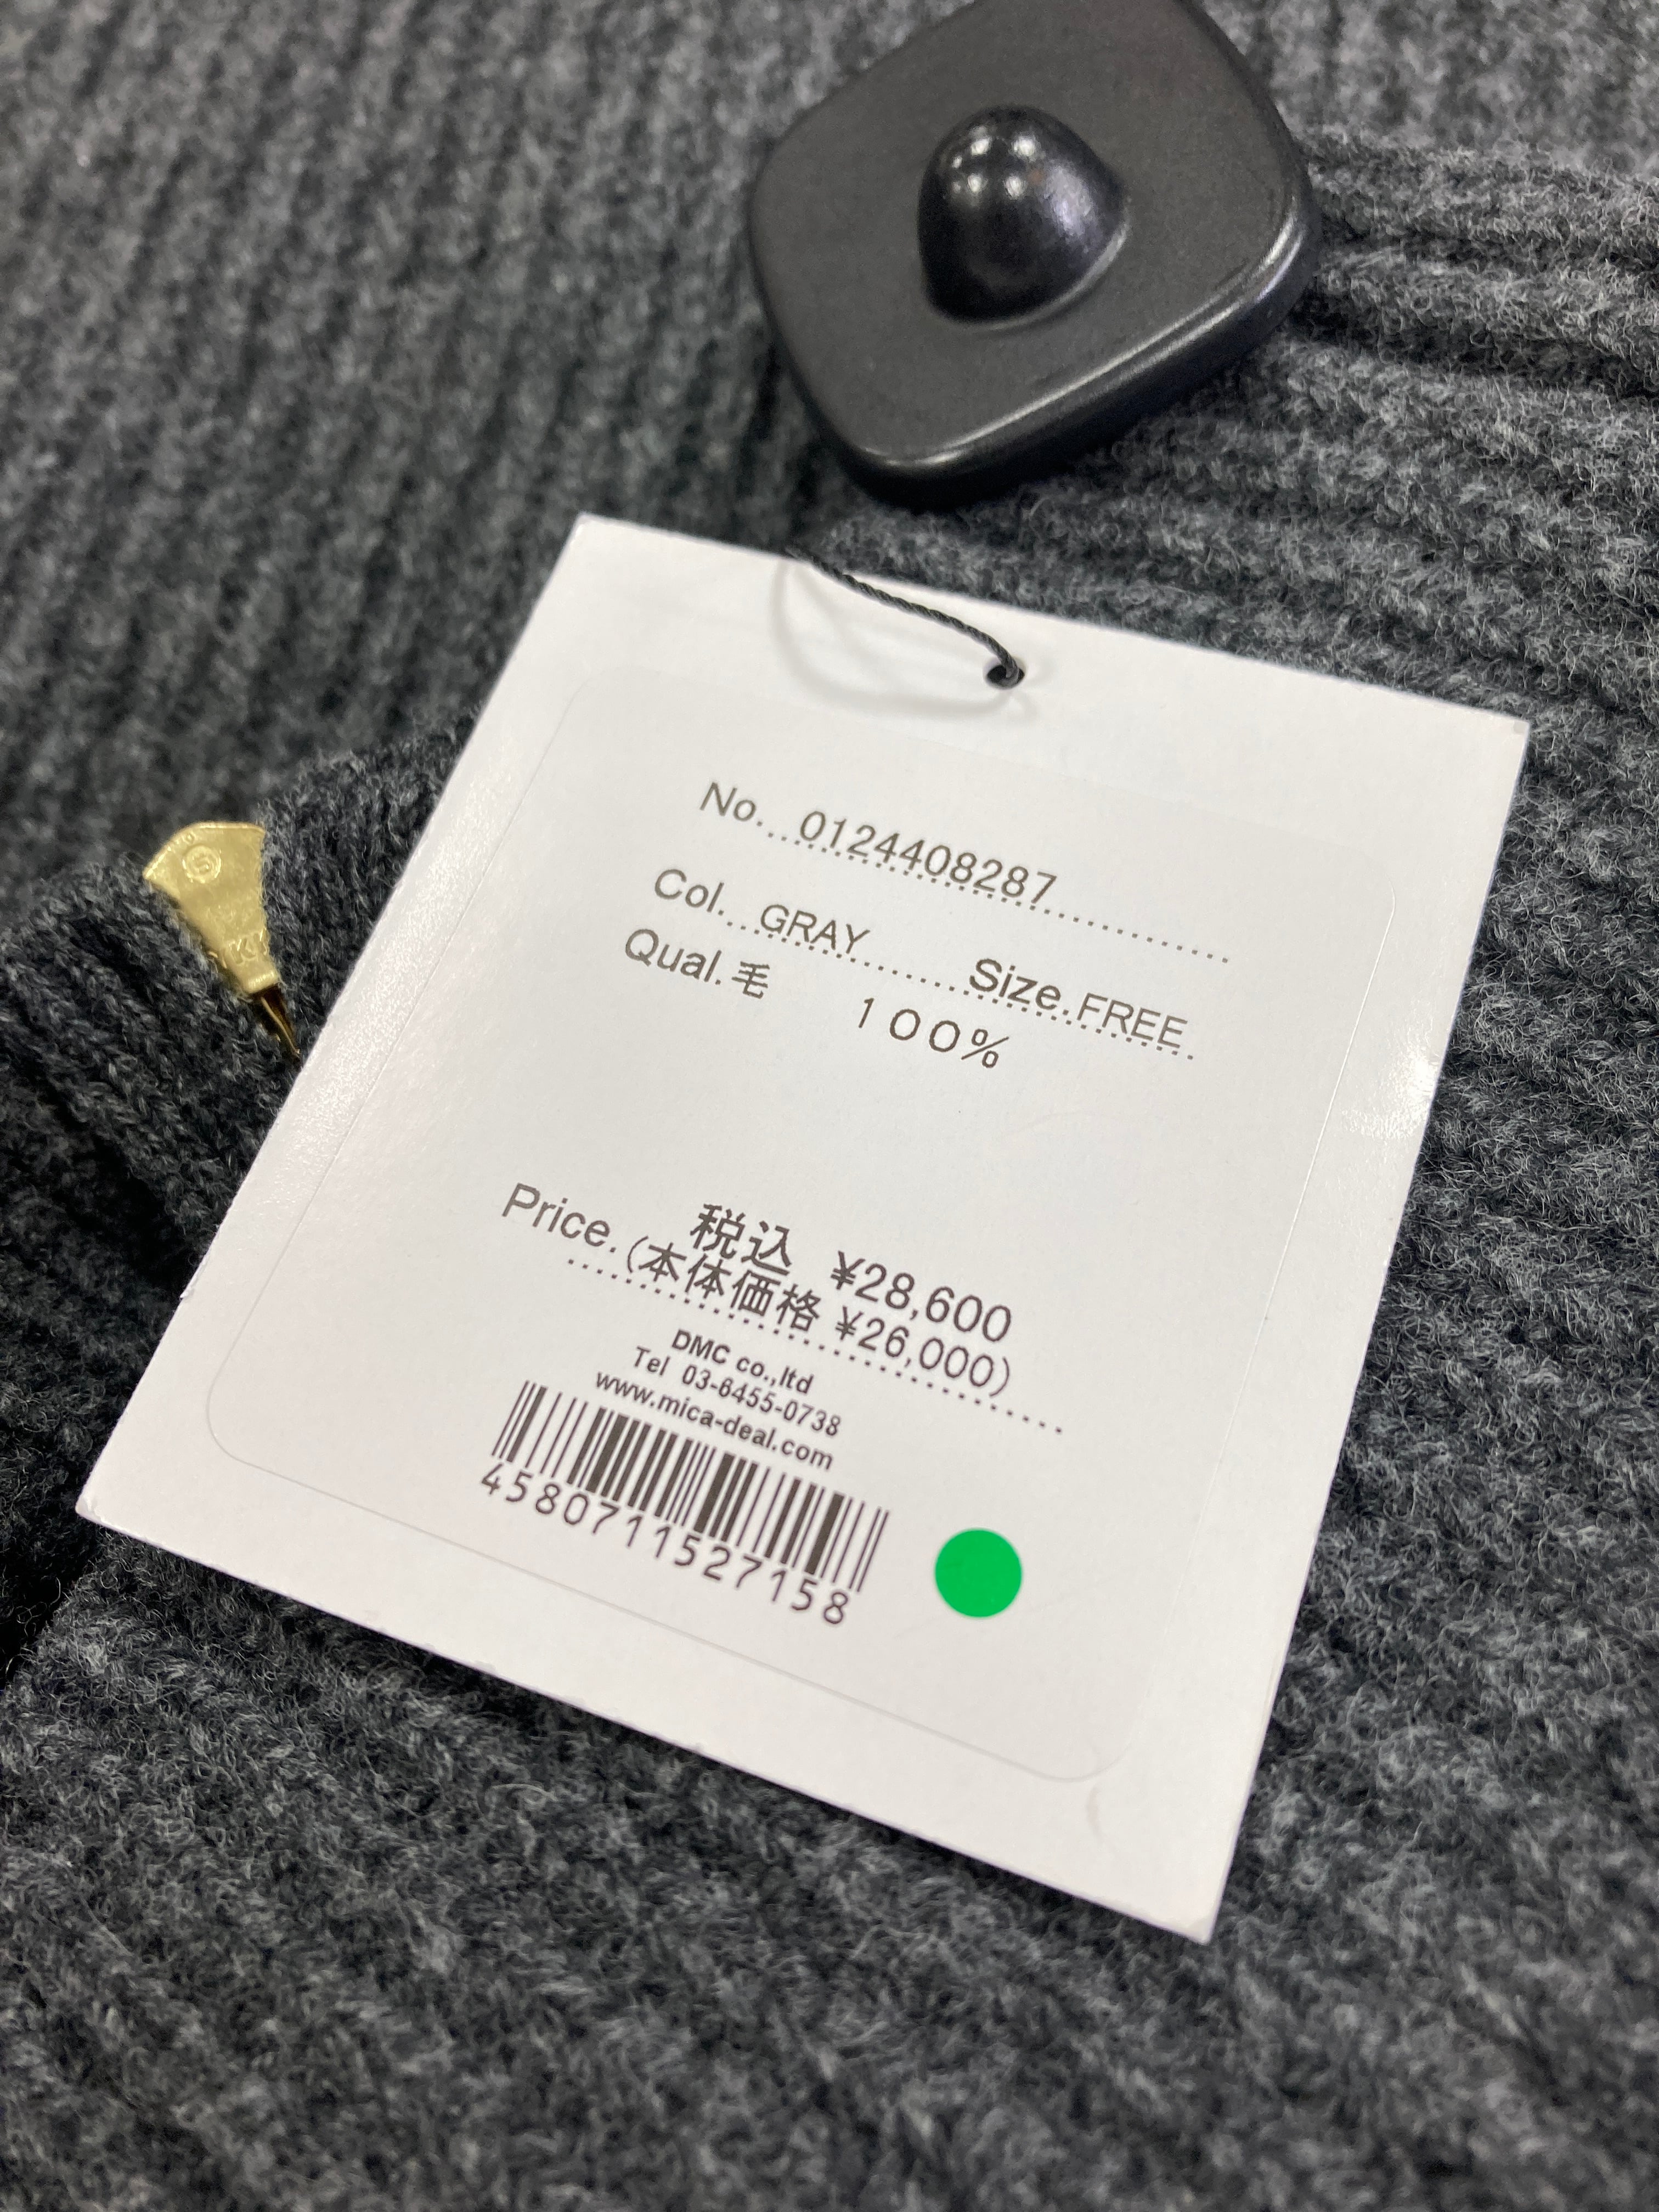 No. 0124408287
Col. GRAY Size. FREE
Qual. 毛 100%
Price. 税込 ¥28,600
(本体価格 ¥26,000)
DMC co.,ltd
Tel 03-6455-0738
www.mica-deal.com
4580711527158